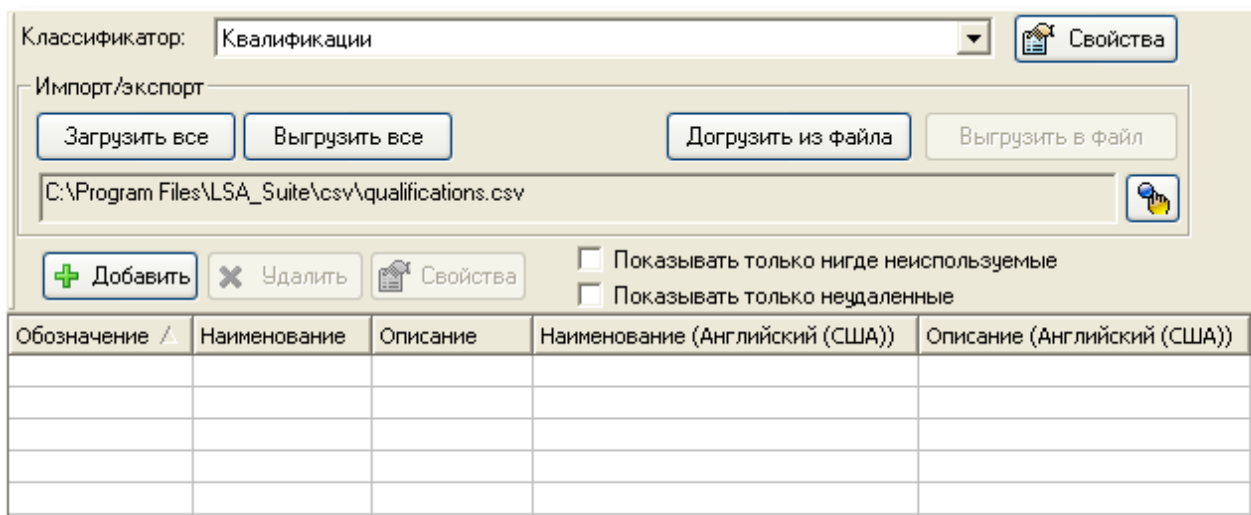 Классификатор: Квалификации Свойства
Импорт/экспорт
Загрузить все Выгрузить все Догрузить из файла Выгрузить в файл
C:\Program Files\LSA_Suite\csv\qualifications.csv
Добавить Удалить Свойства
Показывать только нигде неиспользуемые
Показывать только неудаленные
Обозначение Наименование Описание Наименование (Английский (США)) Описание (Английский (США))